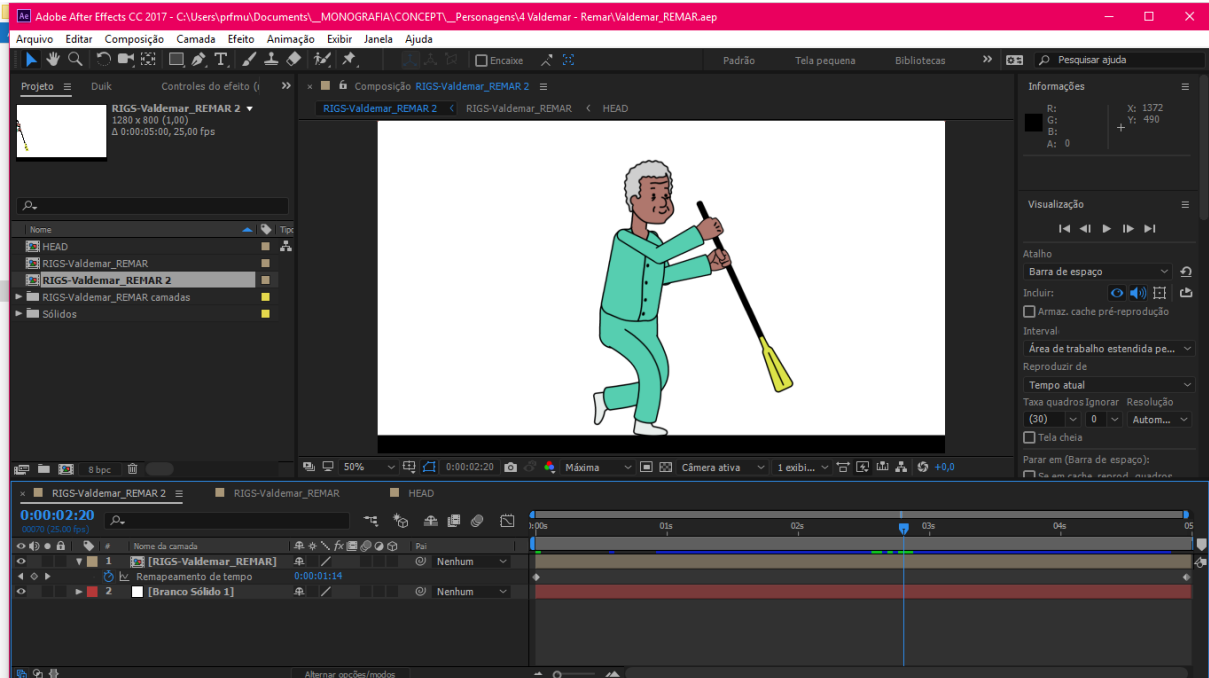 Adobe After Effects CC 2017 - C:\Users\prfmu\Documents\__MONOGRAFIA\CONCEPT\__Personagens\4 Valdemar - Remar\Valdemar_REMAR.aep
Arquivo Editar Composição Camada Efeito Animação Exibir Janela Ajuda
Encaixe Padrão Tela pequena Bibliotecas Pesquisar ajuda
Projeto Duik Controles do efeito
Composição RIGS-Valdemar_REMAR 2
Informações
RIGS-Valdemar_REMAR 2
1280 x 800 (1,00)
Δ 0:00:05:00, 25,00 fps
RIGS-Valdemar_REMAR 2 RIGS-Valdemar_REMAR HEAD
R:
G:
B:
A: 0
X: 1372
Y: 490
Visualização
Nome Tipo
HEAD
RIGS-Valdemar_REMAR
RIGS-Valdemar_REMAR 2
RIGS-Valdemar_REMAR camadas
Sólidos
Atalho
Barra de espaço
Incluir:
Armaz. cache pré-reprodução
Interval
Área de trabalho estendida pe...
Reproduzir de
Tempo atual
Taxa quadros Ignorar Resolução
(30) 0 Autom...
Tela cheia
Parar em (Barra de espaço):
Se em cache, reprod. quadros
8 bpc
50% 0:00:02:20 Máxima Câmera ativa 1 exibi... +0,0
RIGS-Valdemar_REMAR 2 RIGS-Valdemar_REMAR HEAD
0:00:02:20
00070 (25.00 fps)
):00s 01s 02s 03s 04s 05
# Nome da camada fx Pai
1 [RIGS-Valdemar_REMAR] Nenhum
Remapeamento de tempo 0:00:01:14
2 [Branco Sólido 1] Nenhum
Alternar opções/modos